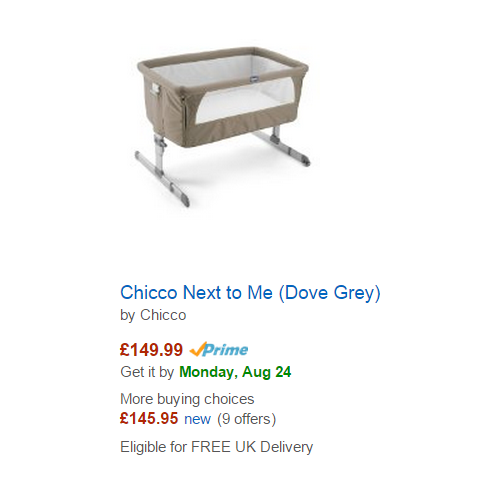 Chicco Next to Me (Dove Grey)
by Chicco
£149.99 Prime
Get it by Monday, Aug 24
More buying choices
£145.95 new (9 offers)
Eligible for FREE UK Delivery